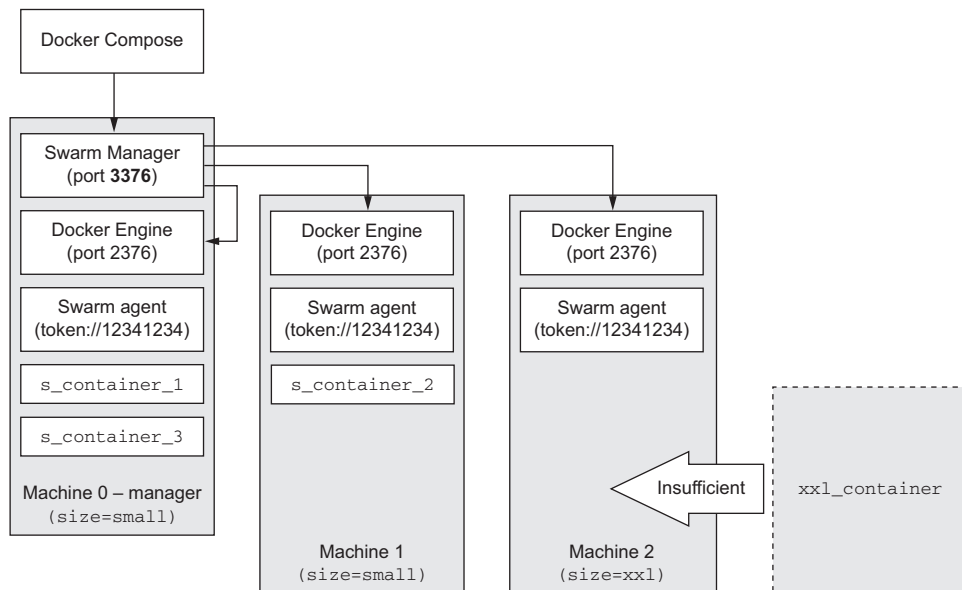 Docker Compose
Swarm Manager
(port 3376)
Docker Engine
(port 2376)
Swarm agent
(token://12341234)
s_container_1
s_container_3
Machine 0 – manager
(size=small)
Docker Engine
(port 2376)
Swarm agent
(token://12341234)
s_container_2
Machine 1
(size=small)
Docker Engine
(port 2376)
Swarm agent
(token://12341234)
Machine 2
(size=xxl)
Insufficient
xxl_container